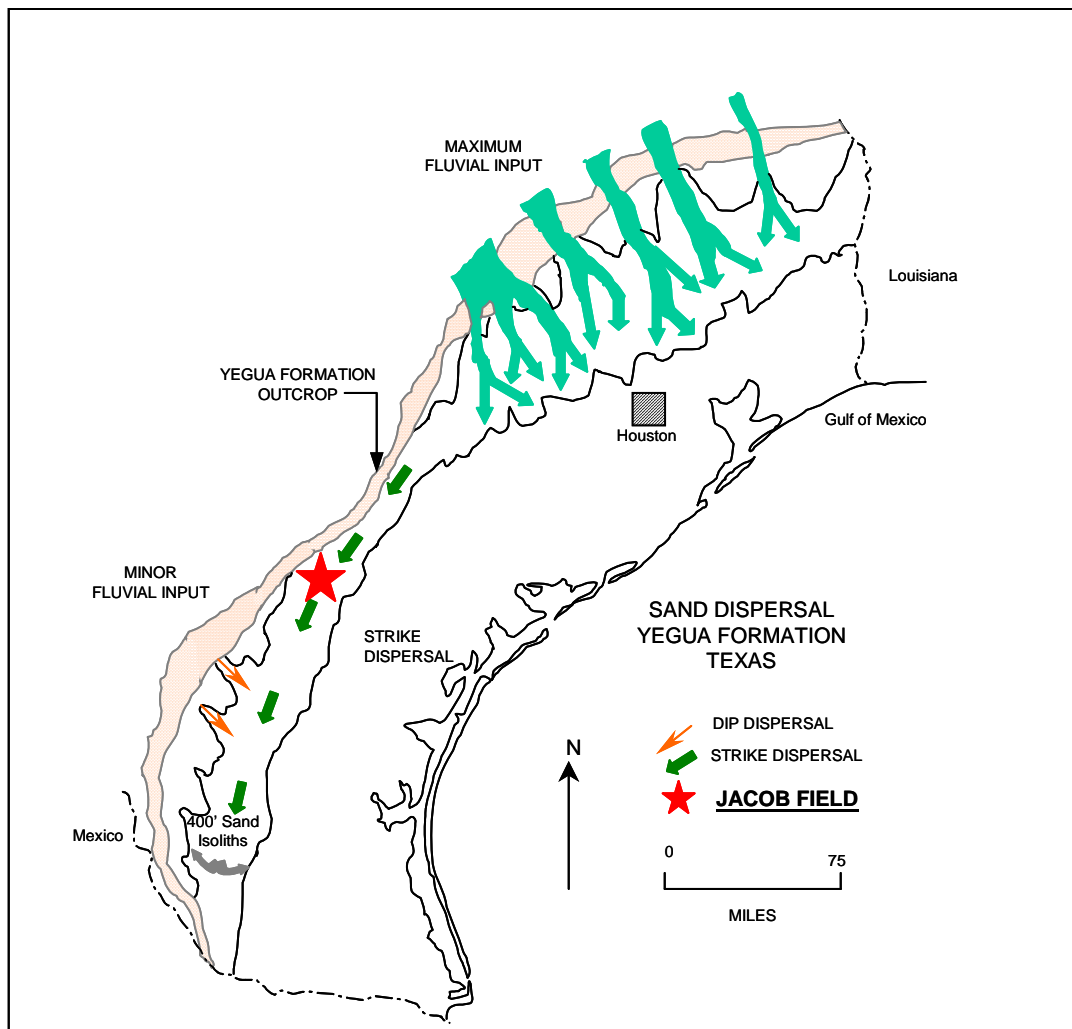 MAXIMUM
FLUVIAL INPUT
Louisiana
YEGUA FORMATION
OUTCROP
Houston
Gulf of Mexico
MINOR
FLUVIAL INPUT
STRIKE
DISPERSAL
SAND DISPERSAL
YEGUA FORMATION
TEXAS
DIP DISPERSAL
STRIKE DISPERSAL
JACOB FIELD
N
Mexico
400' Sand
Isoliths
0
75
MILES